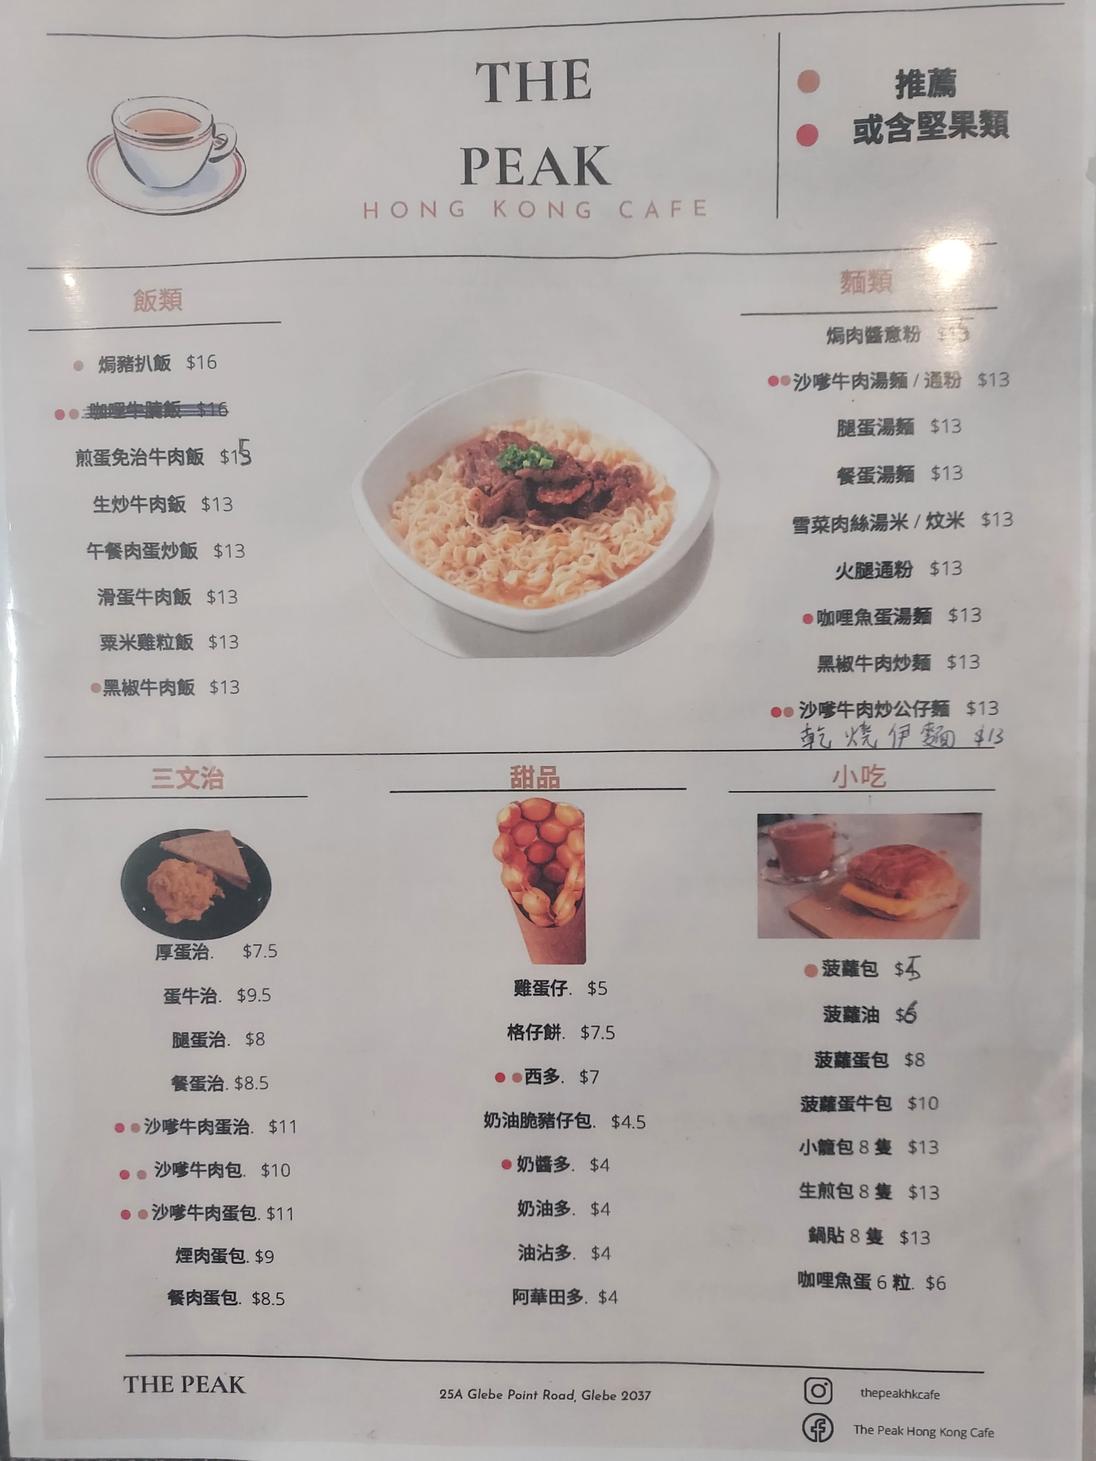 THE
PEAK
HONG KONG CAFE
推薦
或含堅果類
飯類
焗豬扒飯 $16
咖哩牛腩飯 $16
煎蛋免治牛肉飯 $15
生炒牛肉飯 $13
午餐肉蛋炒飯 $13
滑蛋牛肉飯 $13
粟米雞粒飯 $13
黑椒牛肉飯 $13
麵類
焗肉醬意粉 $15
沙嗲牛肉湯麵 / 通粉 $13
腿蛋湯麵 $13
餐蛋湯麵 $13
雪菜肉絲湯米 / 炆米 $13
火腿通粉 $13
咖哩魚蛋湯麵 $13
黑椒牛肉炒麵 $13
沙嗲牛肉炒公仔麵 $13
乾燒伊麵 $13
三文治
厚蛋治. $7.5
蛋牛治. $9.5
腿蛋治. $8
餐蛋治. $8.5
沙嗲牛肉蛋治. $11
沙嗲牛肉包. $10
沙嗲牛肉蛋包. $11
煙肉蛋包. $9
餐肉蛋包. $8.5
甜品
雞蛋仔. $5
格仔餅. $7.5
西多. $7
奶油脆豬仔包. $4.5
奶醬多. $4
奶油多. $4
油沾多. $4
阿華田多. $4
小吃
菠蘿包 $5
菠蘿油 $6
菠蘿蛋包 $8
菠蘿蛋牛包 $10
小籠包 8 隻 $13
生煎包 8 隻 $13
鍋貼 8 隻 $13
咖哩魚蛋 6 粒. $6
THE PEAK
25A Glebe Point Road, Glebe 2037
thepeakhkcafe
The Peak Hong Kong Cafe